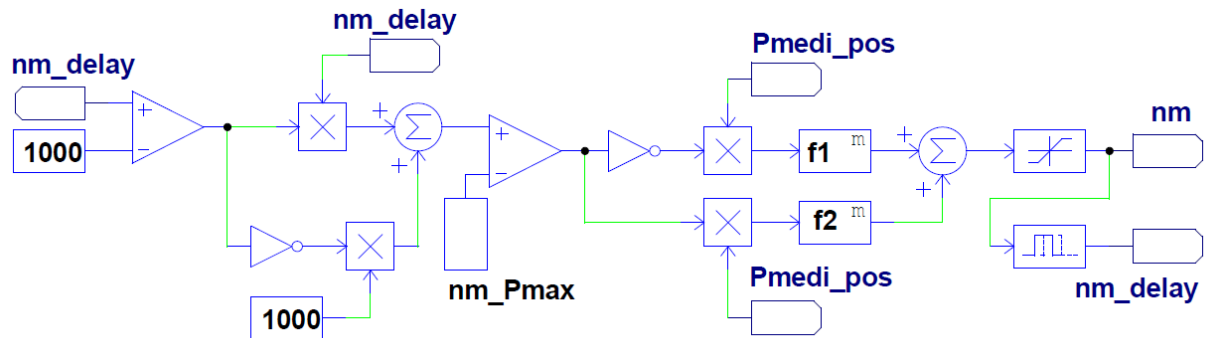 nm_delay
Pmedi_pos
nm_delay
nm
1000
+
−
×
+
Σ
+
+
−
×
f1 m
+
Σ
+
×
×
f2 m
nm_Pmax
Pmedi_pos
nm_delay
1000